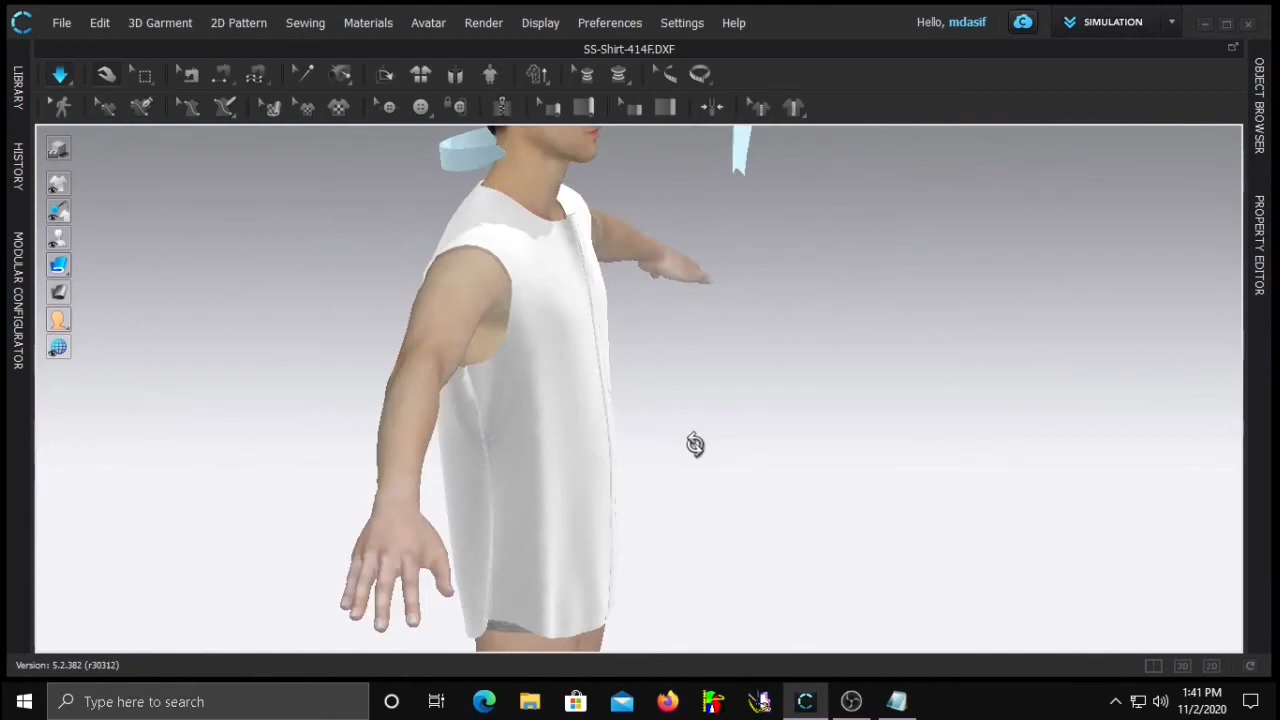 File Edit 3D Garment 2D Pattern Sewing Materials Avatar Render Display Preferences Settings Help Hello, mdasif SIMULATION
SS-Shirt-414F.DXF
LIBRARY
HISTORY
MODULAR CONFIGURATOR
OBJECT BROWSER
PROPERTY EDITOR
Version: 5.2.382 (r30312)
3D 2D
Type here to search
1:41 PM
11/2/2020